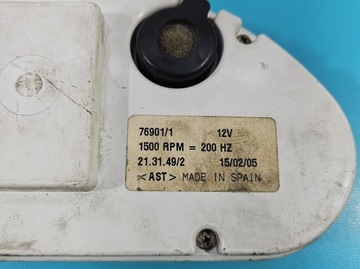 76901/1 12V
1500 RPM = 200 HZ
21.31.49/2 15/02/05
<AST> MADE IN SPAIN